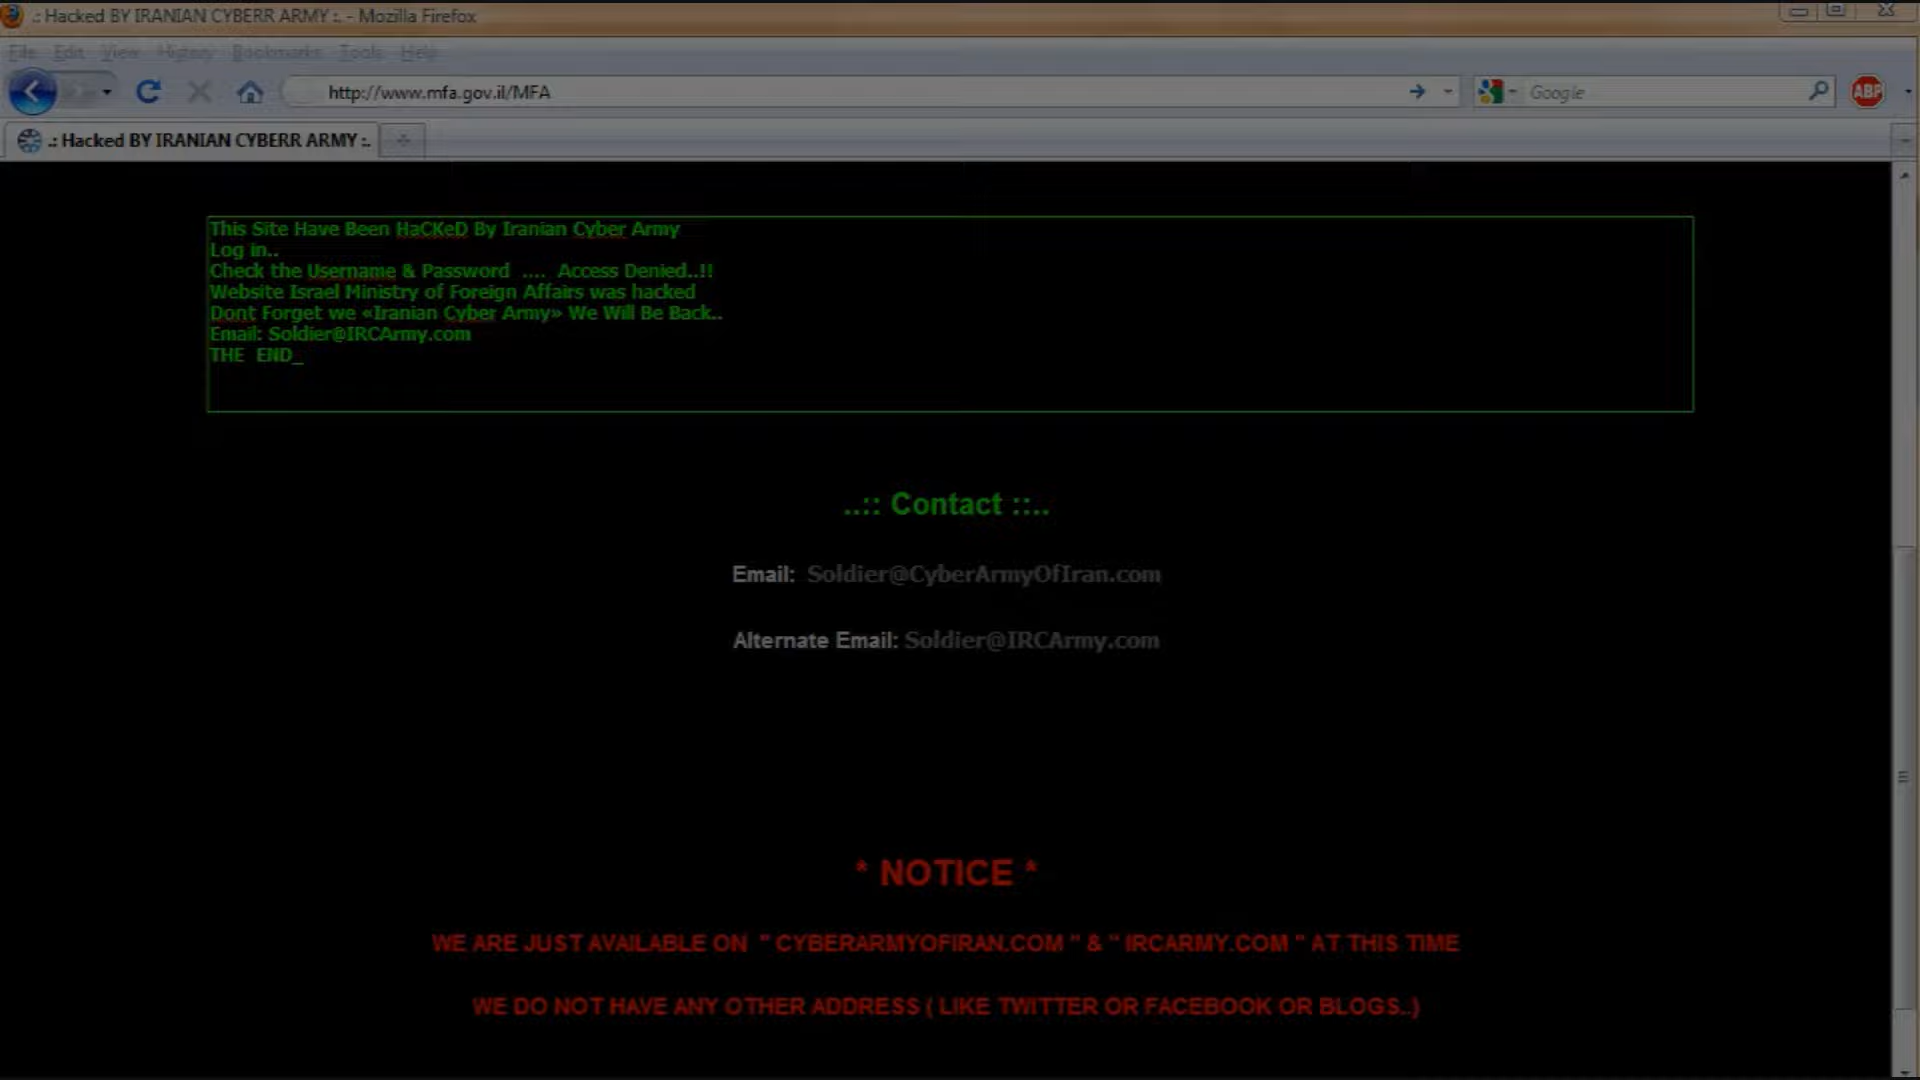 .: Hacked BY IRANIAN CYBERR ARMY :. - Mozilla Firefox
File Edit View History Bookmarks Tools Help
http://www.mfa.gov.il/MFA
Google
ABP
.: Hacked BY IRANIAN CYBERR ARMY :.
This Site Have Been HaCKeD By Iranian Cyber Army
Log in..
Check the Username & Password .... Access Denied..!!
Website Israel Ministry of Foreign Affairs was hacked
Dont Forget we «Iranian Cyber Army» We Will Be Back..
Email: Soldier@IRCArmy.com
THE END_
..:: Contact ::..
Email: Soldier@CyberArmyOfIran.com
Alternate Email: Soldier@IRCArmy.com
* NOTICE *
WE ARE JUST AVAILABLE ON " CYBERARMYOFIRAN.COM " & " IRCARMY.COM " AT THIS TIME
WE DO NOT HAVE ANY OTHER ADDRESS ( LIKE TWITTER OR FACEBOOK OR BLOGS..)